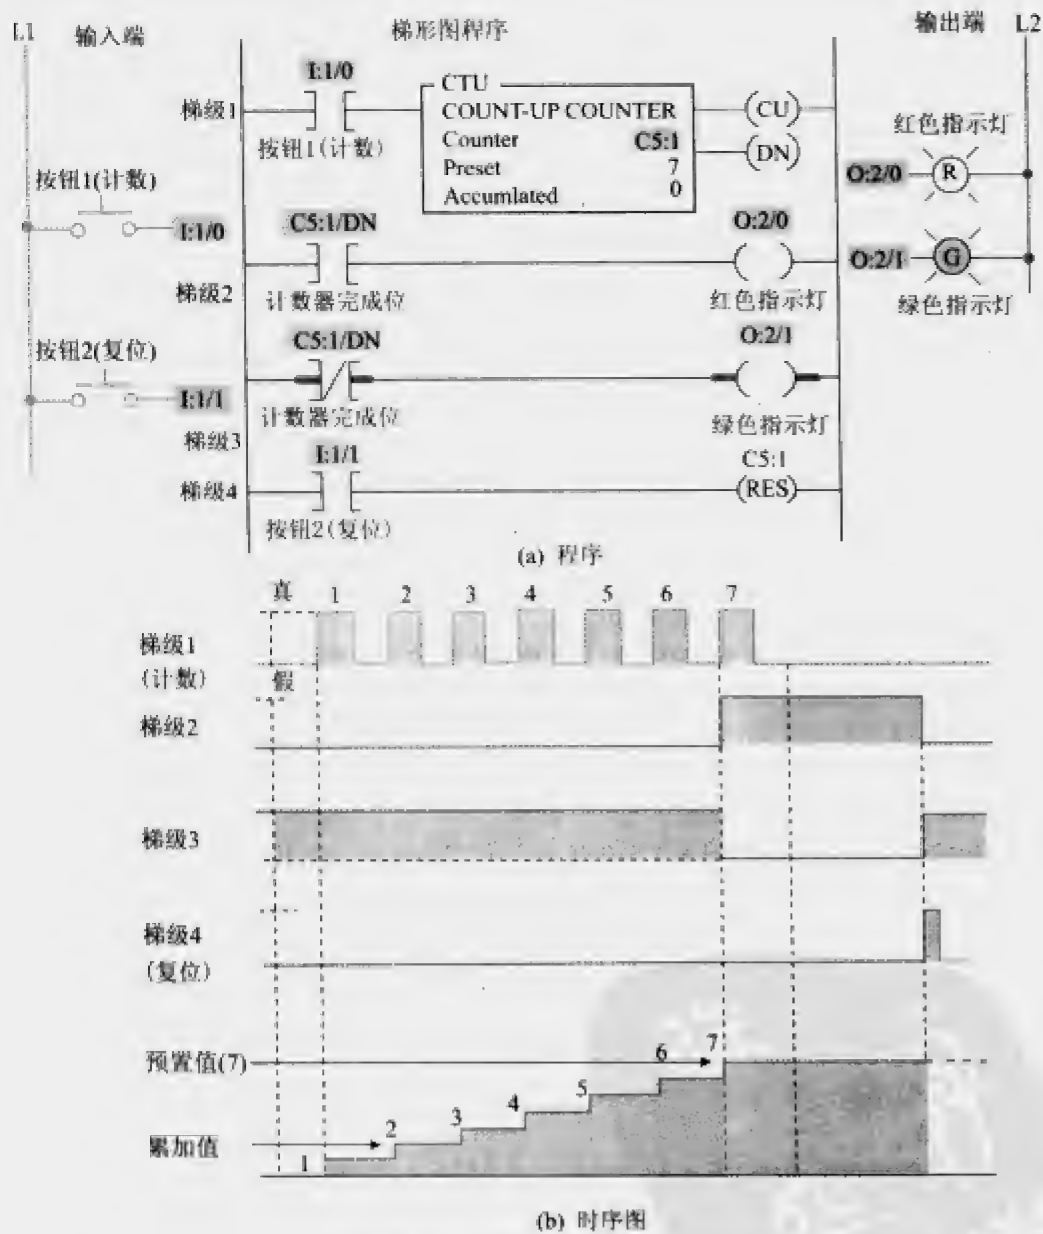 L1
输入端
梯形图程序
输出端
L2
I:1/0
梯级1
按钮1(计数)
CTU
COUNT-UP COUNTER
Counter C5:1
Preset 7
Accumlated 0
CU
DN
红色指示灯
O:2/0
R
按钮1(计数)
I:1/0
C5:1/DN
O:2/0
O:2/1
G
梯级2
计数器完成位
红色指示灯
绿色指示灯
C5:1/DN
O:2/1
按钮2(复位)
I:1/1
计数器完成位
绿色指示灯
梯级3
I:1/1
C5:1
梯级4
RES
按钮2(复位)
(a) 程序
真
1 2 3 4 5 6 7
梯级1
(计数)
假
梯级2
梯级3
梯级4
(复位)
预置值(7)
6 7
5
4
3
2
累加值
1
(b) 时序图